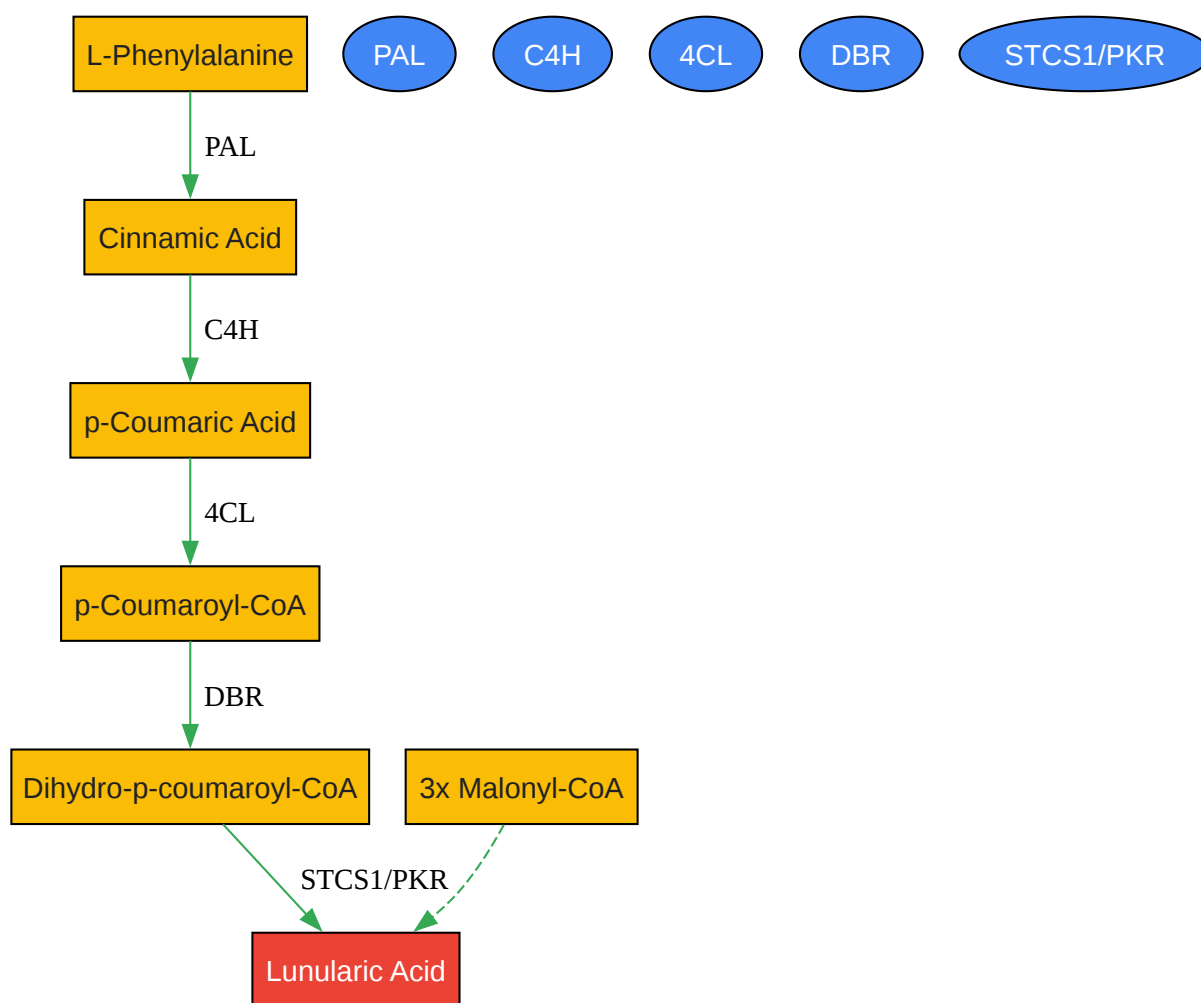 L-Phenylalanine
PAL
C4H
4CL
DBR
STCS1/PKR
PAL
Cinnamic Acid
C4H
p-Coumaric Acid
4CL
p-Coumaroyl-CoA
DBR
Dihydro-p-coumaroyl-CoA
3x Malonyl-CoA
STCS1/PKR
Lunularic Acid